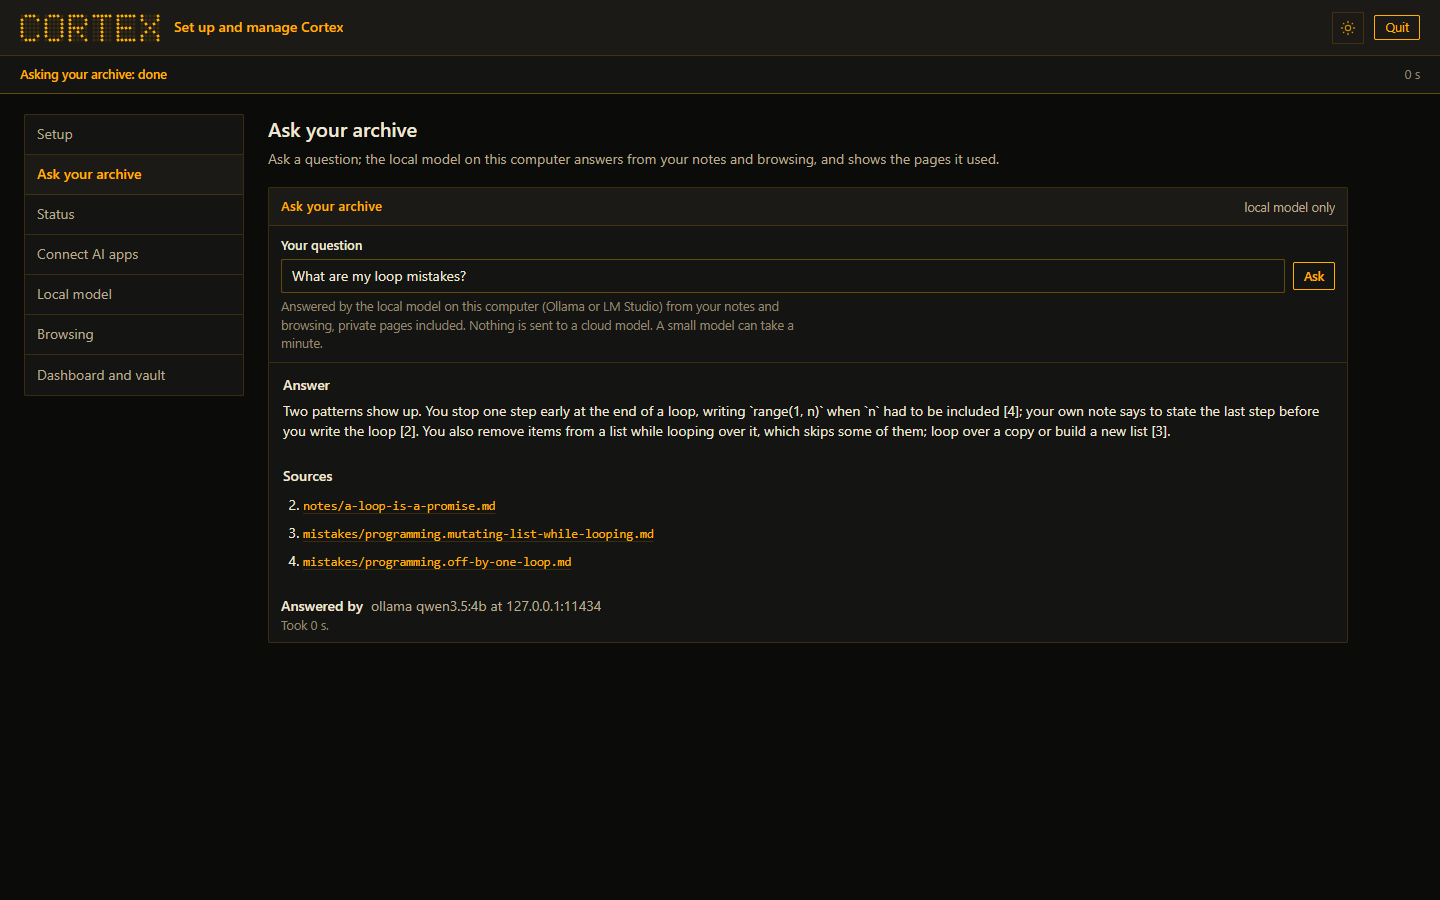 CORTEX Set up and manage Cortex
Quit
Asking your archive: done
0 s
Setup
Ask your archive
Status
Connect AI apps
Local model
Browsing
Dashboard and vault
Ask your archive
Ask a question; the local model on this computer answers from your notes and browsing, and shows the pages it used.
Ask your archive
local model only
Your question
What are my loop mistakes?
Ask
Answered by the local model on this computer (Ollama or LM Studio) from your notes and
browsing, private pages included. Nothing is sent to a cloud model. A small model can take a
minute.
Answer
Two patterns show up. You stop one step early at the end of a loop, writing `range(1, n)` when `n` had to be included [4]; your own note says to state the last step before
you write the loop [2]. You also remove items from a list while looping over it, which skips some of them; loop over a copy or build a new list [3].
Sources
2. notes/a-loop-is-a-promise.md
3. mistakes/programming.mutating-list-while-looping.md
4. mistakes/programming.off-by-one-loop.md
Answered by ollama qwen3.5:4b at 127.0.0.1:11434
Took 0 s.